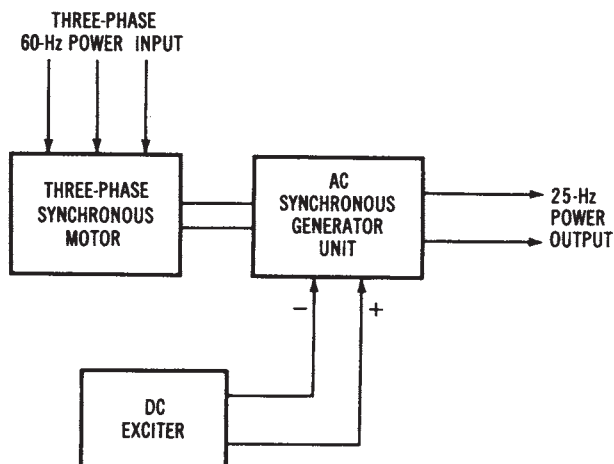 THREE-PHASE
60-Hz POWER INPUT
THREE-PHASE
SYNCHRONOUS
MOTOR
AC
SYNCHRONOUS
GENERATOR
UNIT
25-Hz
POWER
OUTPUT
−
+
DC
EXCITER